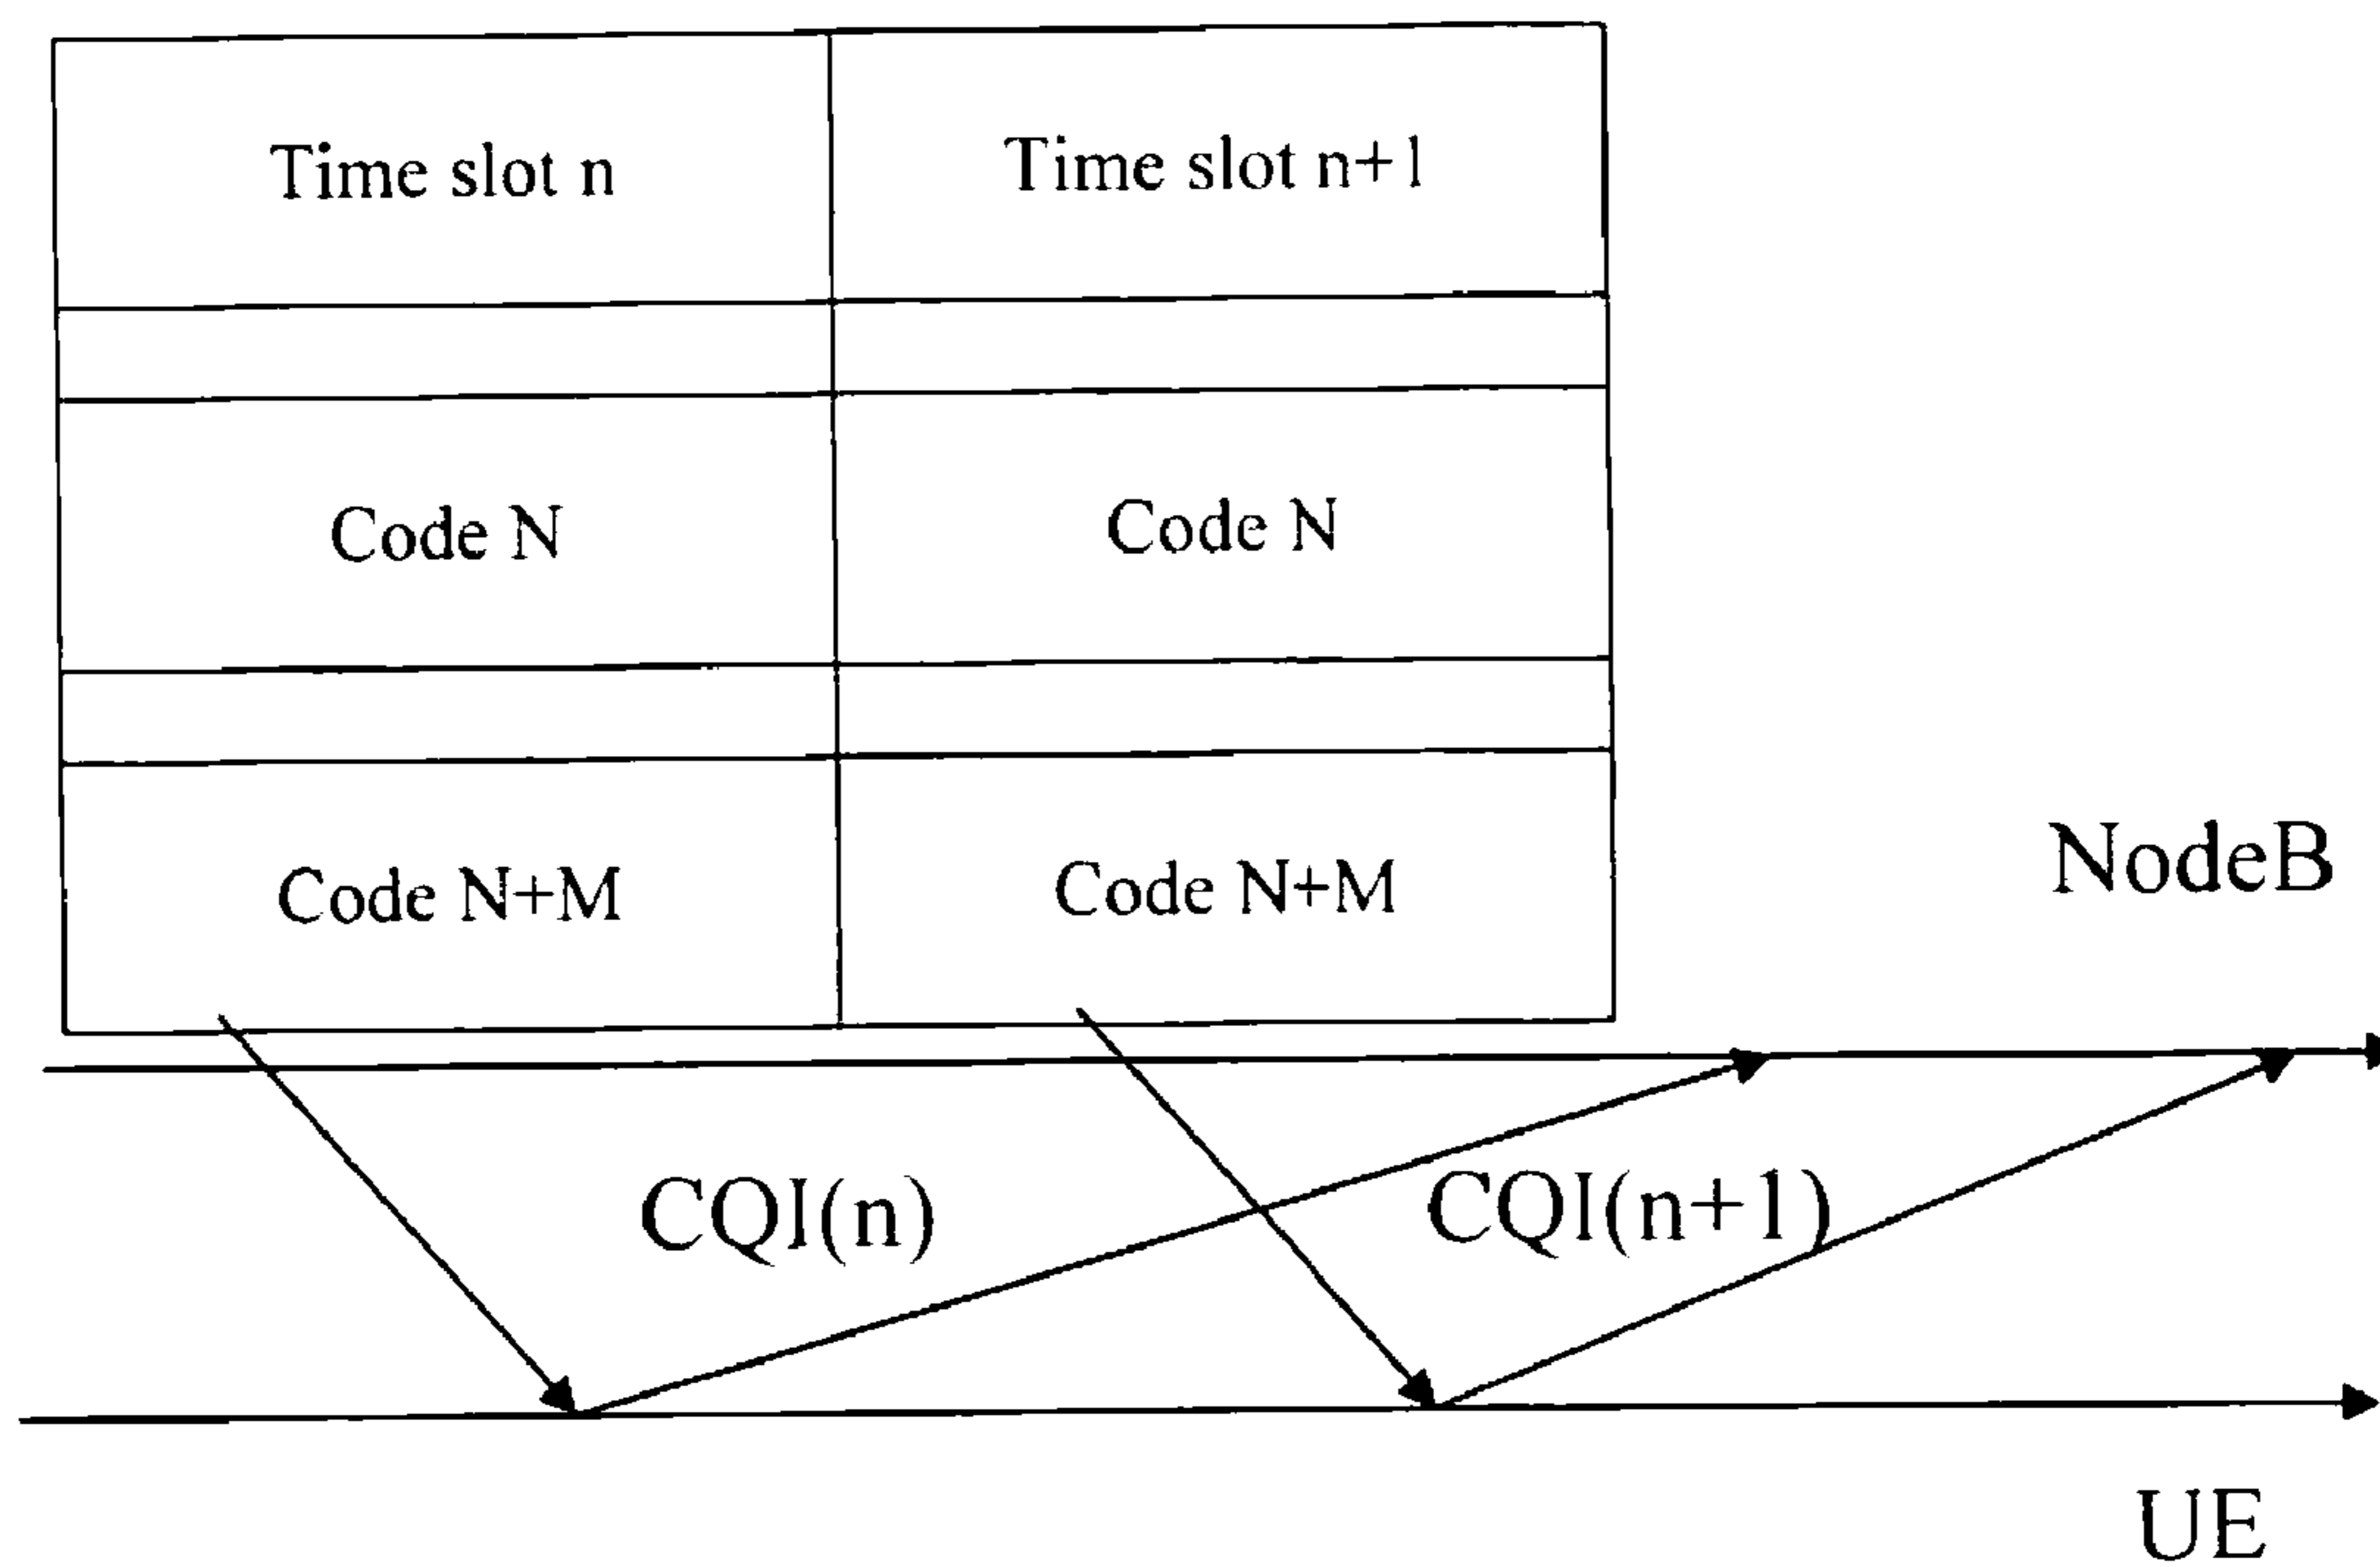 Time slot n
Time slot n+1
Code N
Code N
Code N+M
Code N+M
NodeB
CQI(n)
CQI(n+1)
UE